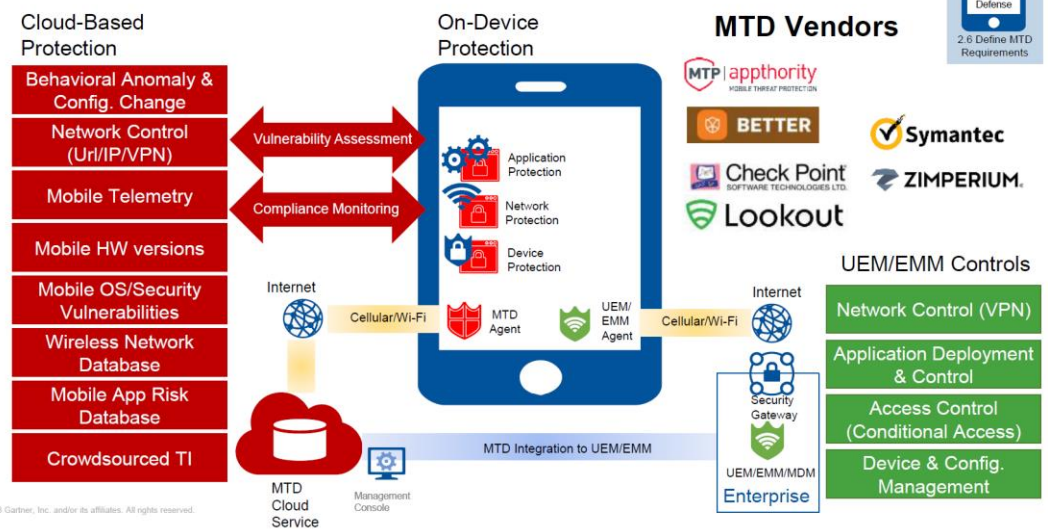 Cloud-Based
Protection
Behavioral Anomaly &
Config. Change
Network Control
(Url/IP/VPN)
Mobile Telemetry
Mobile HW versions
Mobile OS/Security
Vulnerabilities
Wireless Network
Database
Mobile App Risk
Database
Crowdsourced TI
Vulnerability Assessment
Compliance Monitoring
On-Device
Protection
Application
Protection
Network
Protection
Device
Protection
MTD
Agent
UEM/
EMM
Agent
Internet
Cellular/Wi-Fi
Cellular/Wi-Fi
Internet
MTD Vendors
Defense
2.6 Define MTD
Requirements
MTP appthority
MOBILE THREAT PROTECTION
BETTER
Symantec
Check Point
SOFTWARE TECHNOLOGIES LTD.
ZIMPERIUM.
Lookout
UEM/EMM Controls
Network Control (VPN)
Application Deployment
& Control
Access Control
(Conditional Access)
Device & Config.
Management
Security
Gateway
UEM/EMM/MDM
Enterprise
MTD Integration to UEM/EMM
MTD
Cloud
Service
Management
Console
Gartner, Inc. and/or its affiliates. All rights reserved.